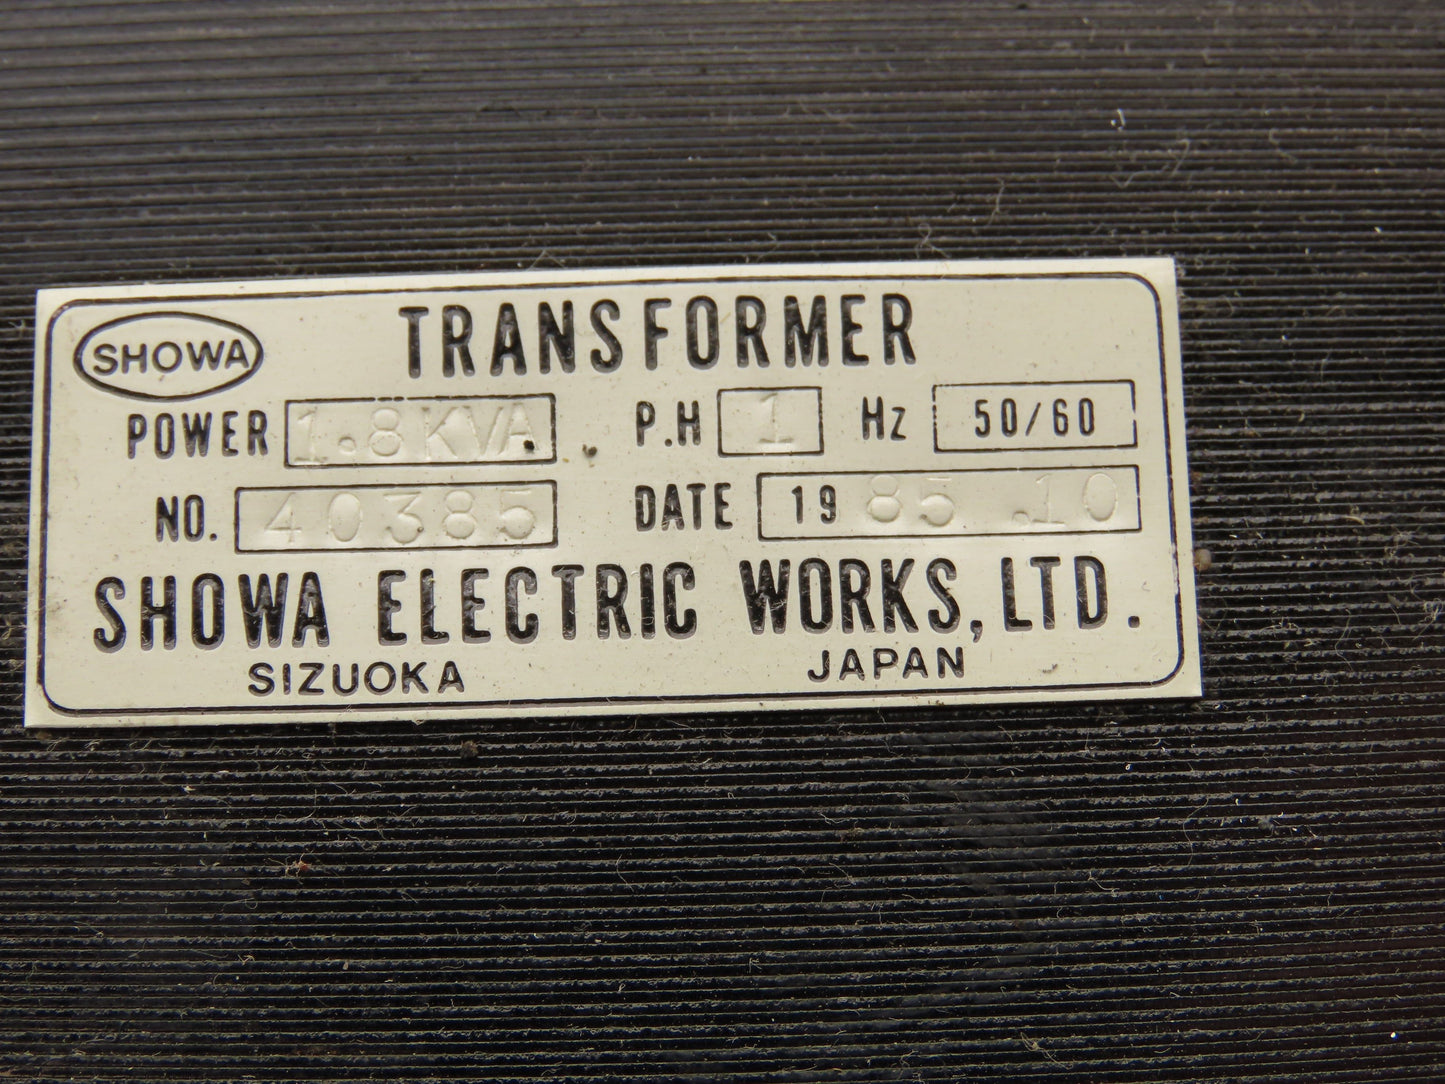 SHOWA TRANSFORMER
POWER 1.8KVA P.H 1 Hz 50/60
NO. 40385 DATE 1985.10
SHOWA ELECTRIC WORKS, LTD.
SIZUOKA JAPAN